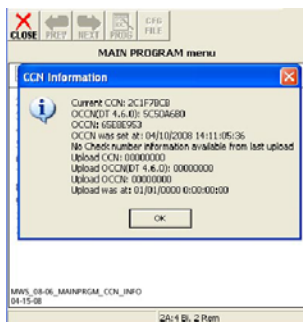 CLOSE PREV NEXT PROG CFG FILE
MAIN PROGRAM menu
CCN Information
Current CCN: 2C1F7BCB
OCCN(DT 4.6.0): 5C50A6B0
OCCN: 65E8E953
OCCN was set at: 04/10/2008 14:11:05:36
No Check number information available from last upload
Upload CCN: 00000000
Upload OCCN(DT 4.6.0): 00000000
Upload OCCN: 00000000
Upload was at: 01/01/0000 0:00:00:00
OK
MWS_08-06_MAINPRGM_CCN_INFO
04-15-08
2A:4 Bl, 2 Rem